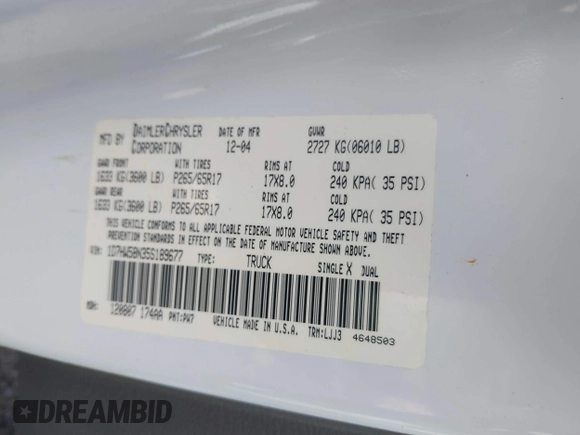 MFD BY DAIMLERCHRYSLER CORPORATION DATE OF MFR 12-04 GVWR 2727 KG(06010 LB)
GAWR FRONT WITH TIRES RIMS AT COLD
1633 KG(3600 LB) P265/65R17 17X8.0 240 KPA( 35 PSI)
GAWR REAR WITH TIRES RIMS AT COLD
1633 KG(3600 LB) P265/65R17 17X8.0 240 KPA( 35 PSI)
THIS VEHICLE CONFORMS TO ALL APPLICABLE FEDERAL MOTOR VEHICLE SAFETY AND THEFT
PREVENTION STANDARDS IN EFFECT ON THE DATE OF MANUFACTURE SHOWN ABOVE.
VIN: 1D7HW58N35S189677 TYPE: TRUCK SINGLE X DUAL
MDH: 120807 174AA PNT:PW7 VEHICLE MADE IN U.S.A. TRM:LJJ3 4648503
DREAMBID